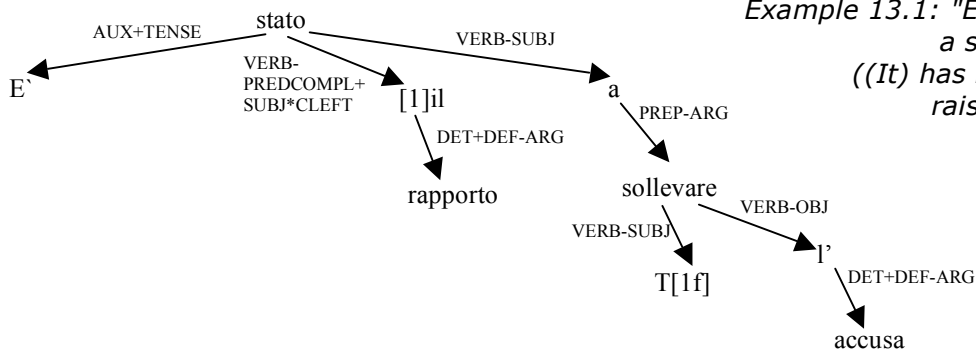 Example 13.1: "E
a s
((It) has
rais
stato
AUX+TENSE
VERB-SUBJ
VERB-
PREDCOMPL+
SUBJ*CLEFT
E`
[1]il
a
DET+DEF-ARG
PREP-ARG
rapporto
sollevare
VERB-SUBJ
VERB-OBJ
T[1f]
l'
DET+DEF-ARG
accusa